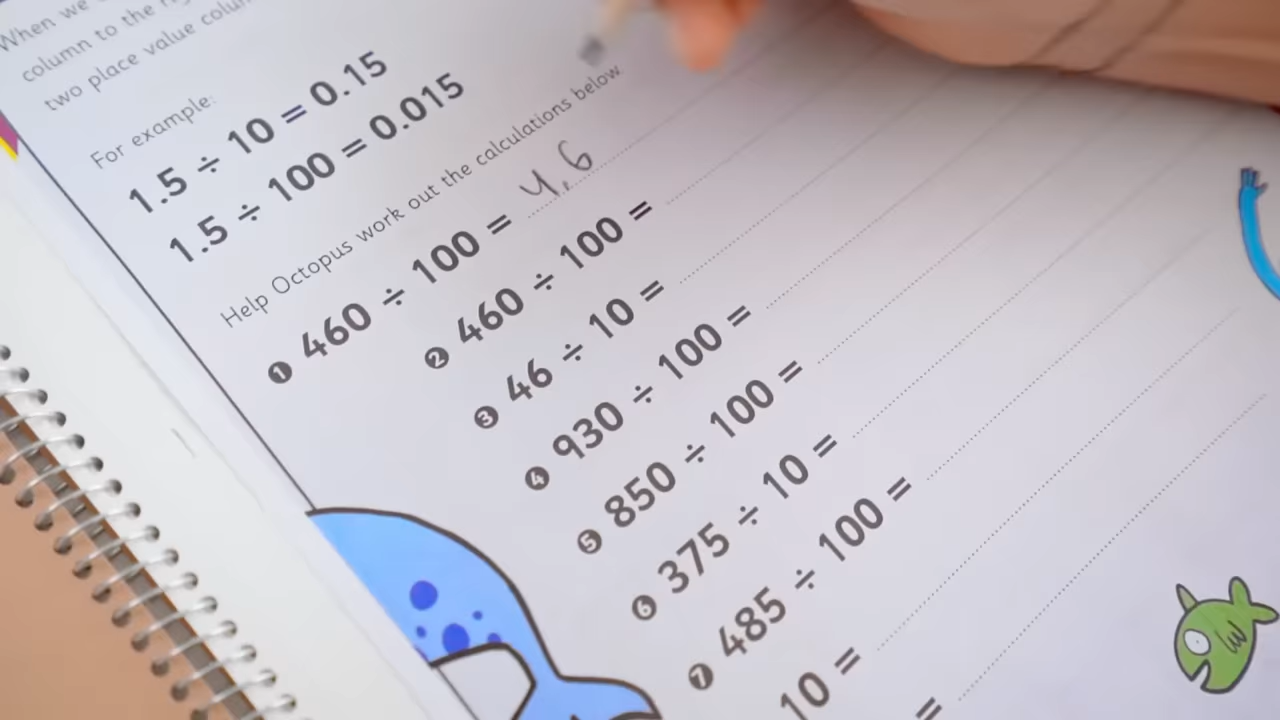 When we
column to the
two place value
For example:
1.5 ÷ 10 = 0.15
1.5 ÷ 100 = 0.015
Help Octopus work out the calculations below.
1 460 ÷ 100 = 4,6
2 460 ÷ 100 =
3 46 ÷ 10 =
4 930 ÷ 100 =
5 850 ÷ 100 =
6 375 ÷ 10 =
7 485 ÷ 100 =
10 =
=